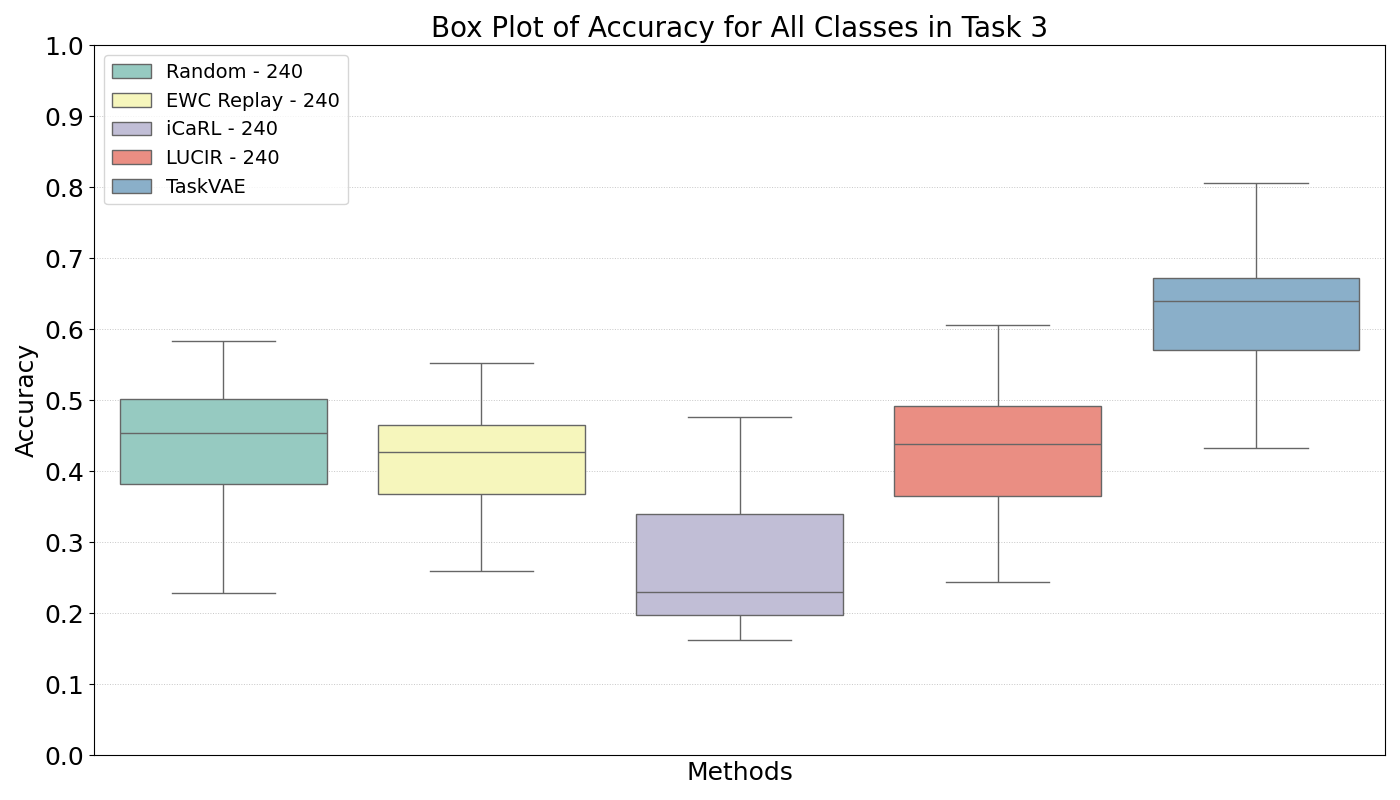 Box Plot of Accuracy for All Classes in Task 3
1.0
0.9
0.8
0.7
0.6
0.5
0.4
0.3
0.2
0.1
0.0
Accuracy
Random - 240
EWC Replay - 240
iCaRL - 240
LUCIR - 240
TaskVAE
Methods